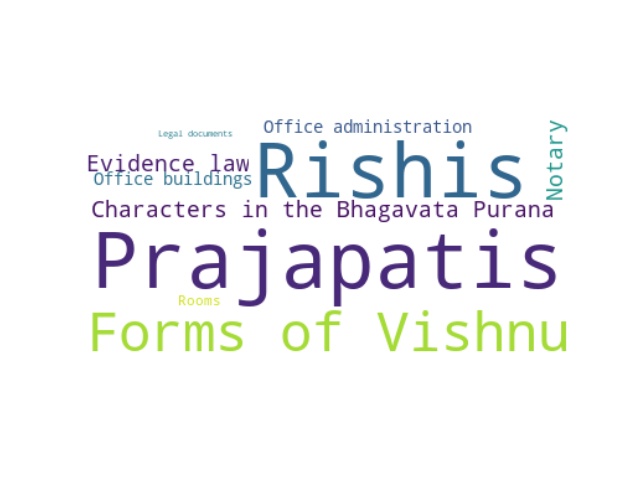 Legal documents
Office administration
Notary
Evidence law
Rishis
Office buildings
Characters in the Bhagavata Purana
Prajapatis
Rooms
Forms of Vishnu